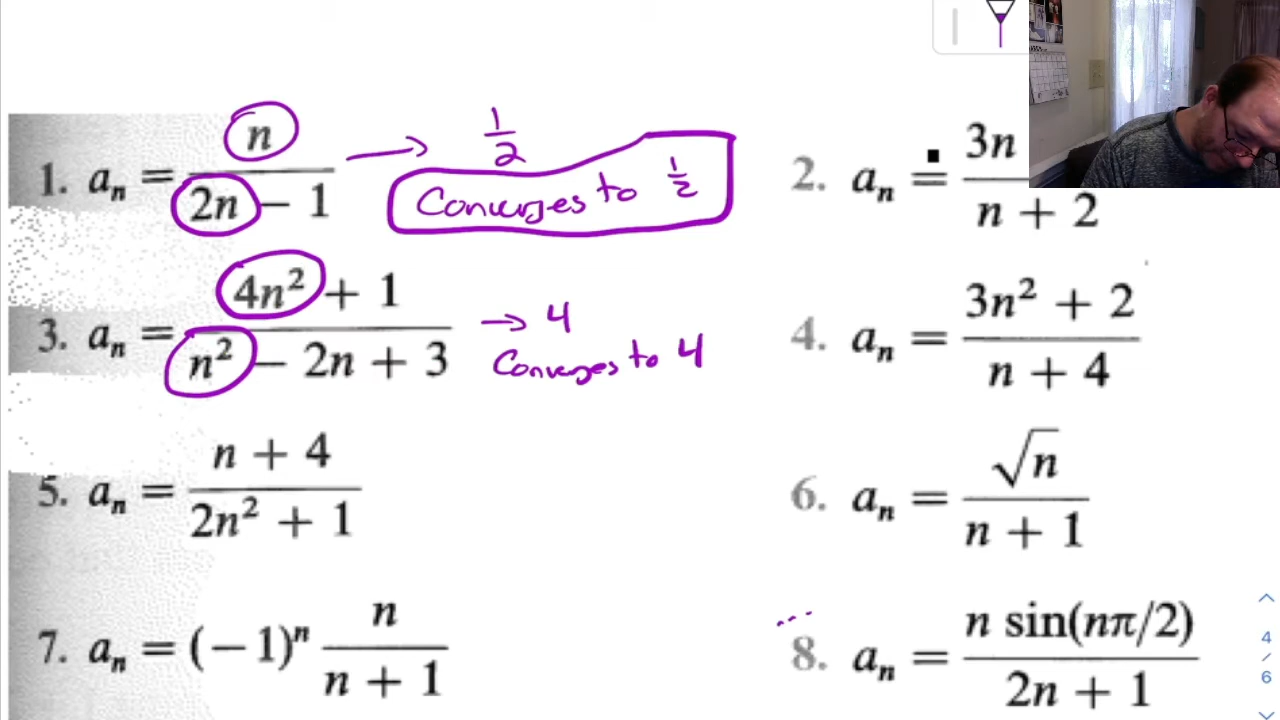 1. aₙ = n / (2n − 1) → 1/2
Converges to 1/2
2. aₙ = 3n / (n + 2)
3. aₙ = (4n² + 1) / (n² − 2n + 3) → 4
Converges to 4
4. aₙ = (3n² + 2) / (n + 4)
5. aₙ = (n + 4) / (2n² + 1)
6. aₙ = √n / (n + 1)
7. aₙ = (−1)ⁿ n / (n + 1)
8. aₙ = n sin(nπ/2) / (2n + 1)
4
/
6